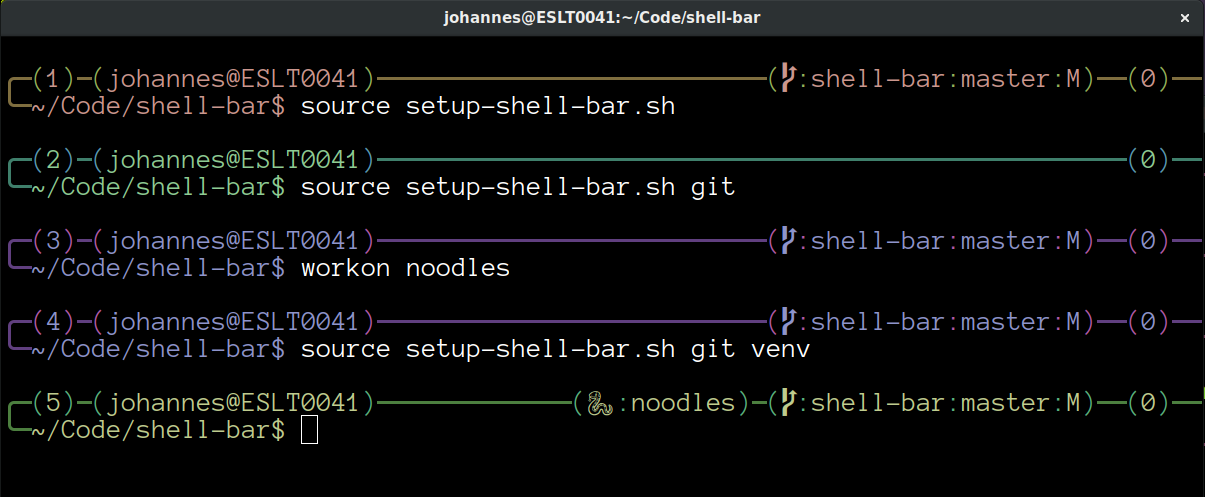 johannes@ESLT0041:~/Code/shell-bar ×
(1)-(johannes@ESLT0041) (:shell-bar:master:M)—(0)
~/Code/shell-bar$ source setup-shell-bar.sh
(2)-(johannes@ESLT0041) (0)
~/Code/shell-bar$ source setup-shell-bar.sh git
(3)-(johannes@ESLT0041) (:shell-bar:master:M)—(0)
~/Code/shell-bar$ workon noodles
(4)-(johannes@ESLT0041) (:shell-bar:master:M)—(0)
~/Code/shell-bar$ source setup-shell-bar.sh git venv
(5)-(johannes@ESLT0041) (🐍:noodles)-(:shell-bar:master:M)—(0)
~/Code/shell-bar$